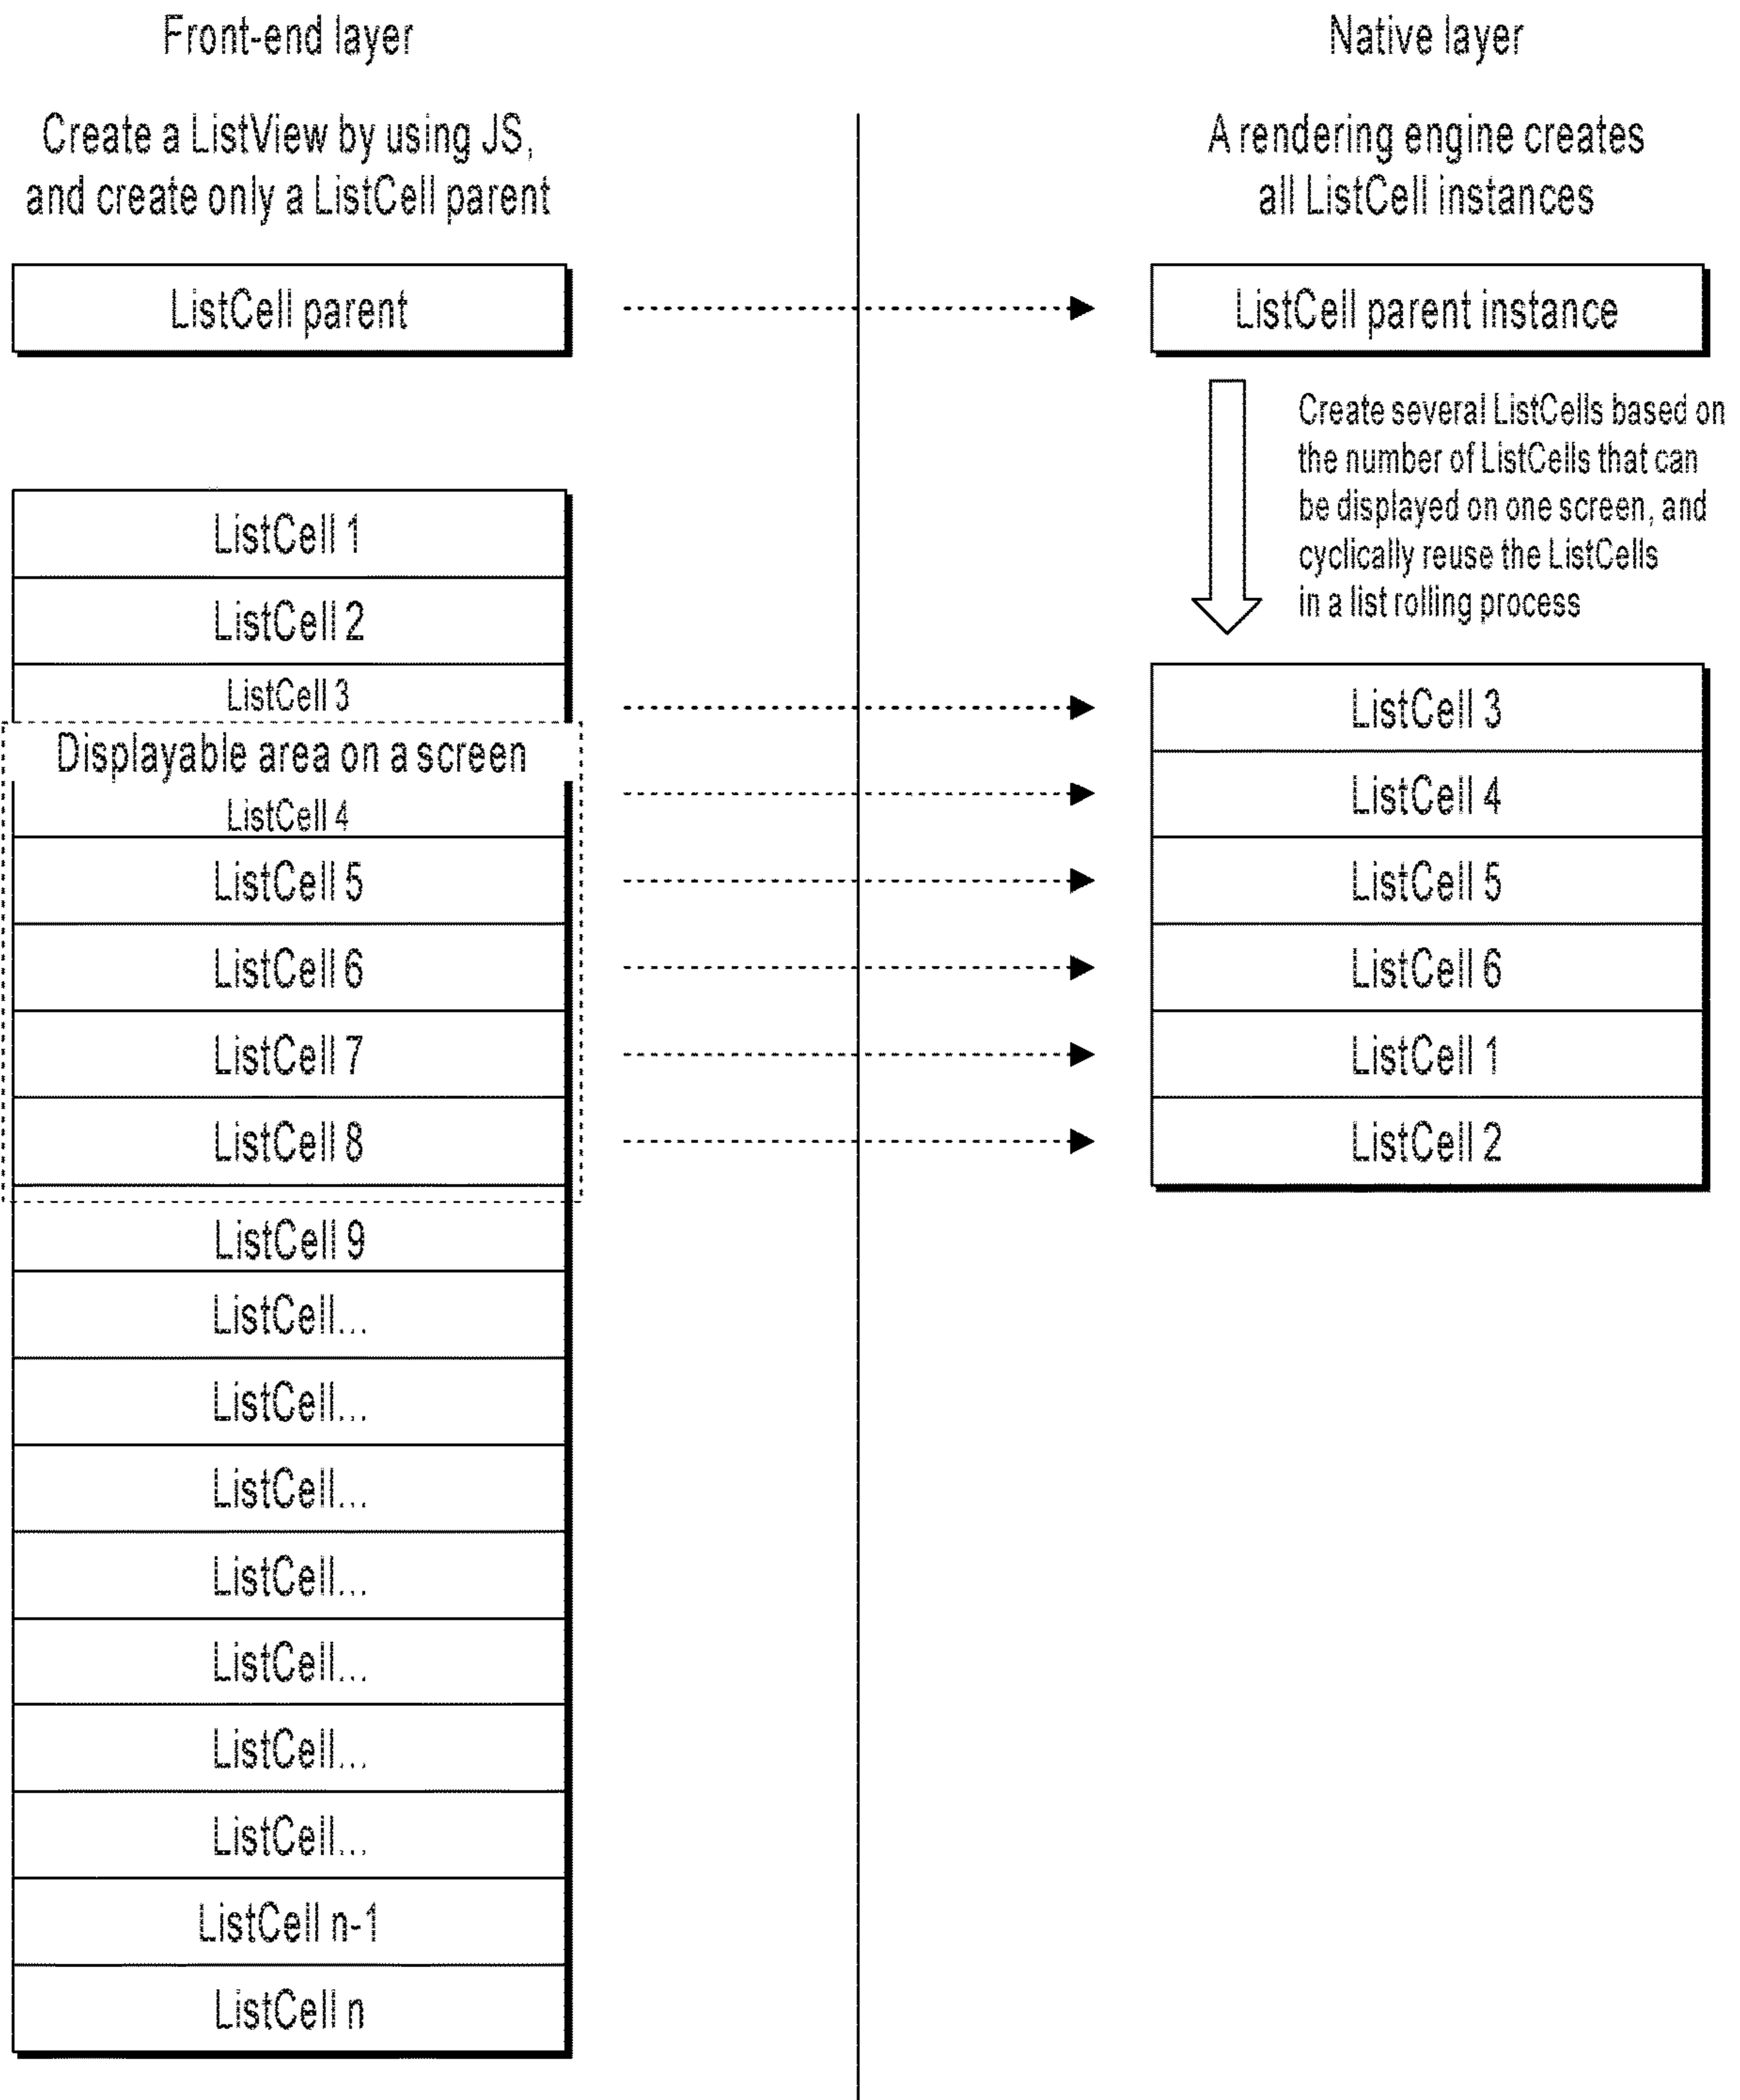 Front-end layer
Create a ListView by using JS,
and create only a ListCell parent
ListCell parent
ListCell 1
ListCell 2
ListCell 3
Displayable area on a screen
ListCell 4
ListCell 5
ListCell 6
ListCell 7
ListCell 8
ListCell 9
ListCell...
ListCell...
ListCell...
ListCell...
ListCell...
ListCell...
ListCell...
ListCell n-1
ListCell n
Native layer
A rendering engine creates
all ListCell instances
ListCell parent instance
Create several ListCells based on
the number of ListCells that can
be displayed on one screen, and
cyclically reuse the ListCells
in a list rolling process
ListCell 3
ListCell 4
ListCell 5
ListCell 6
ListCell 1
ListCell 2